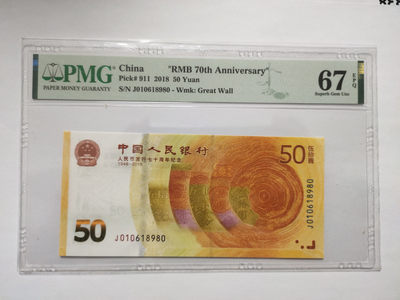 PMG
PAPER MONEY GUARANTY
China "RMB 70th Anniversary"
Pick# 911 2018 50 Yuan
S/N J010618980 - Wmk: Great Wall
67 EPQ
Superb Gem Unc
中国人民银行
人民币发行七十周年纪念
1948-2018
50 伍拾圆
J010618980
50
J010618980